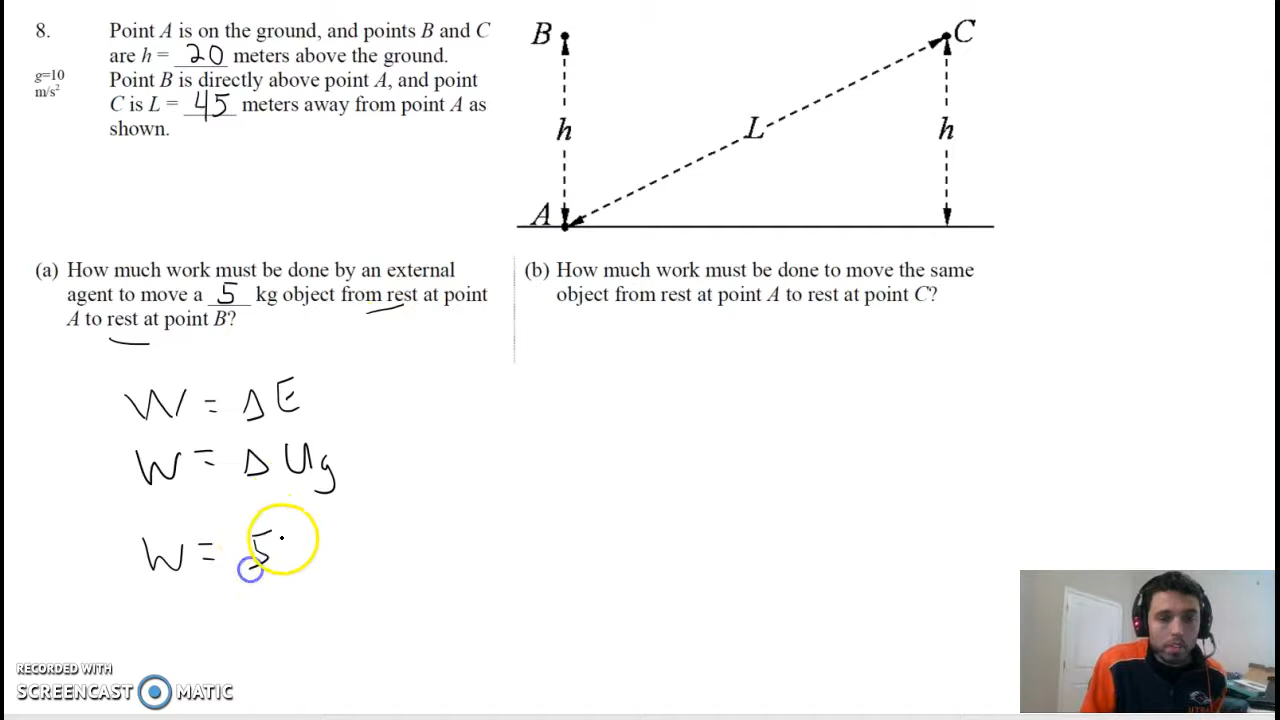 8. Point A is on the ground, and points B and C
are h = 20 meters above the ground.
g=10
m/s²
Point B is directly above point A, and point
C is L = 45 meters away from point A as
shown.
B
C
h
L
h
A
(a) How much work must be done by an external
agent to move a 5 kg object from rest at point
A to rest at point B?
(b) How much work must be done to move the same
object from rest at point A to rest at point C?
W = Δ E
W = Δ Ug
W = 5 ·
RECORDED WITH
SCREENCAST MATIC